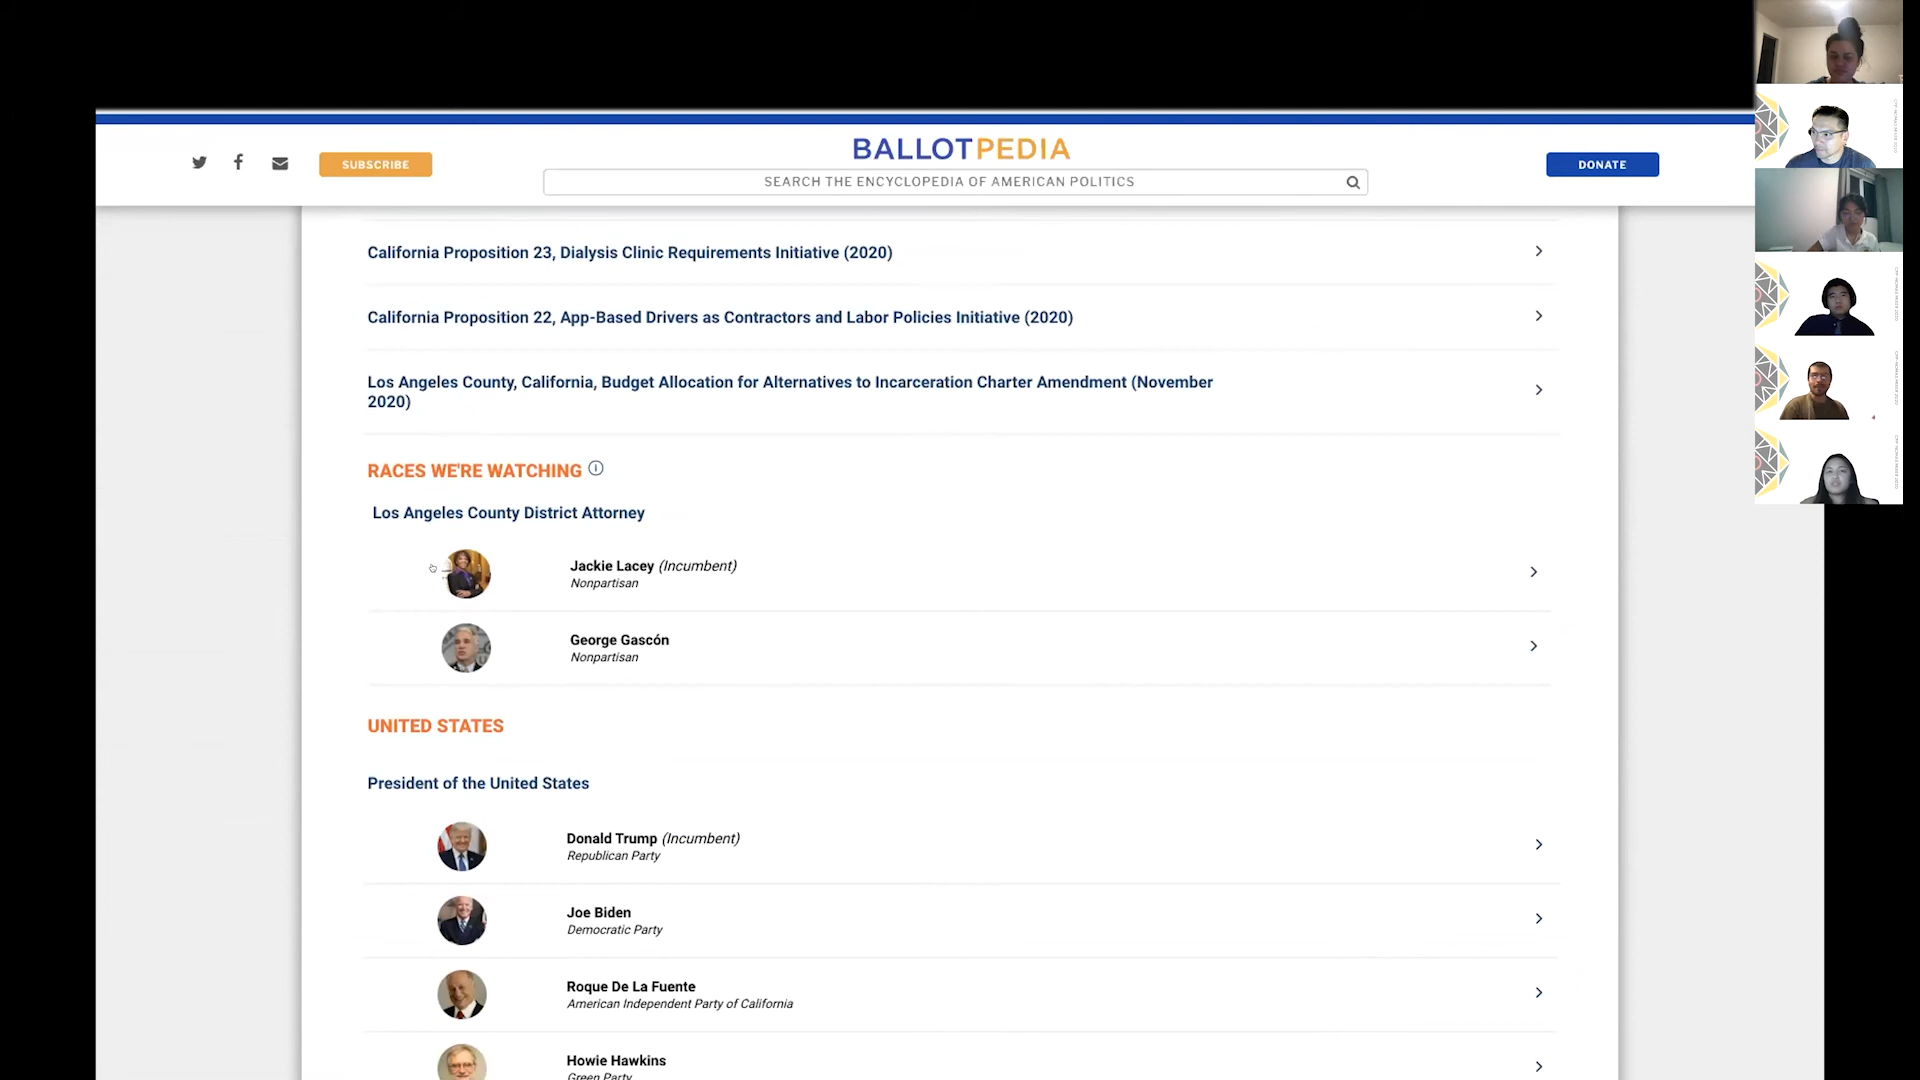 BALLOTPEDIA
SUBSCRIBE
SEARCH THE ENCYCLOPEDIA OF AMERICAN POLITICS
DONATE
California Proposition 23, Dialysis Clinic Requirements Initiative (2020)
California Proposition 22, App-Based Drivers as Contractors and Labor Policies Initiative (2020)
Los Angeles County, California, Budget Allocation for Alternatives to Incarceration Charter Amendment (November
2020)
RACES WE'RE WATCHING
Los Angeles County District Attorney
Jackie Lacey (Incumbent)
Nonpartisan
George Gascón
Nonpartisan
UNITED STATES
President of the United States
Donald Trump (Incumbent)
Republican Party
Joe Biden
Democratic Party
Roque De La Fuente
American Independent Party of California
Howie Hawkins
Green Party